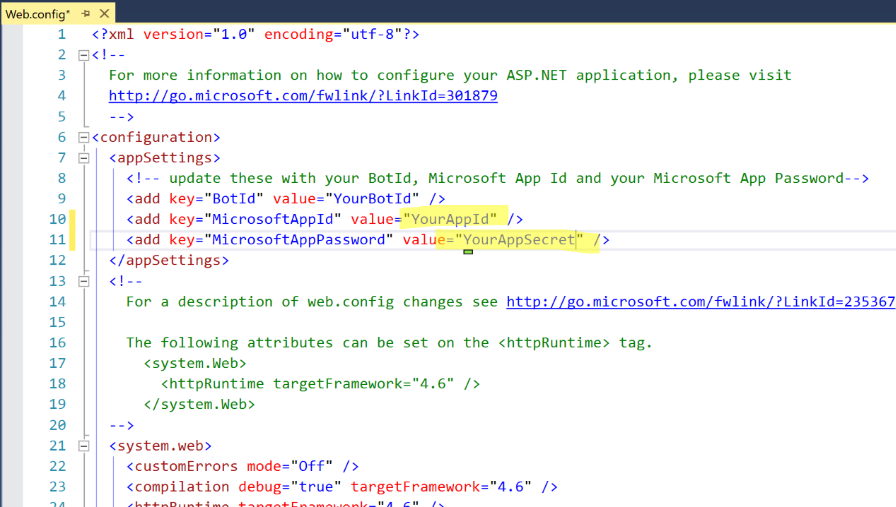 Web.config*
1 <?xml version="1.0" encoding="utf-8"?>
2 <!--
3 For more information on how to configure your ASP.NET application, please visit
4 http://go.microsoft.com/fwlink/?LinkId=301879
5 -->
6 <configuration>
7 <appSettings>
8 <!-- update these with your BotId, Microsoft App Id and your Microsoft App Password-->
9 <add key="BotId" value="YourBotId" />
10 <add key="MicrosoftAppId" value="YourAppId" />
11 <add key="MicrosoftAppPassword" value="YourAppSecret" />
12 </appSettings>
13 <!--
14 For a description of web.config changes see http://go.microsoft.com/fwlink/?LinkId=235367
15
16 The following attributes can be set on the <httpRuntime> tag.
17 <system.Web>
18 <httpRuntime targetFramework="4.6" />
19 </system.Web>
20 -->
21 <system.web>
22 <customErrors mode="Off" />
23 <compilation debug="true" targetFramework="4.6" />
24 <httpRuntime targetFramework="4.6" />